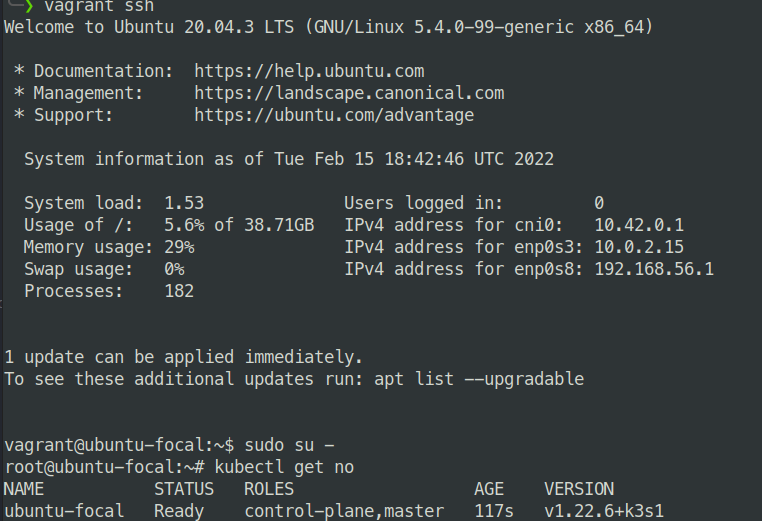 ❯ vagrant ssh
Welcome to Ubuntu 20.04.3 LTS (GNU/Linux 5.4.0-99-generic x86_64)
* Documentation:  https://help.ubuntu.com
* Management:     https://landscape.canonical.com
* Support:        https://ubuntu.com/advantage
System information as of Tue Feb 15 18:42:46 UTC 2022
System load:  1.53               Users logged in:         0
Usage of /:   5.6% of 38.71GB   IPv4 address for cni0:   10.42.0.1
Memory usage: 29%                IPv4 address for enp0s3: 10.0.2.15
Swap usage:   0%                 IPv4 address for enp0s8: 192.168.56.1
Processes:    182
1 update can be applied immediately.
To see these additional updates run: apt list --upgradable
vagrant@ubuntu-focal:~$ sudo su -
root@ubuntu-focal:~# kubectl get no
NAME           STATUS   ROLES                  AGE    VERSION
ubuntu-focal   Ready    control-plane,master   117s   v1.22.6+k3s1